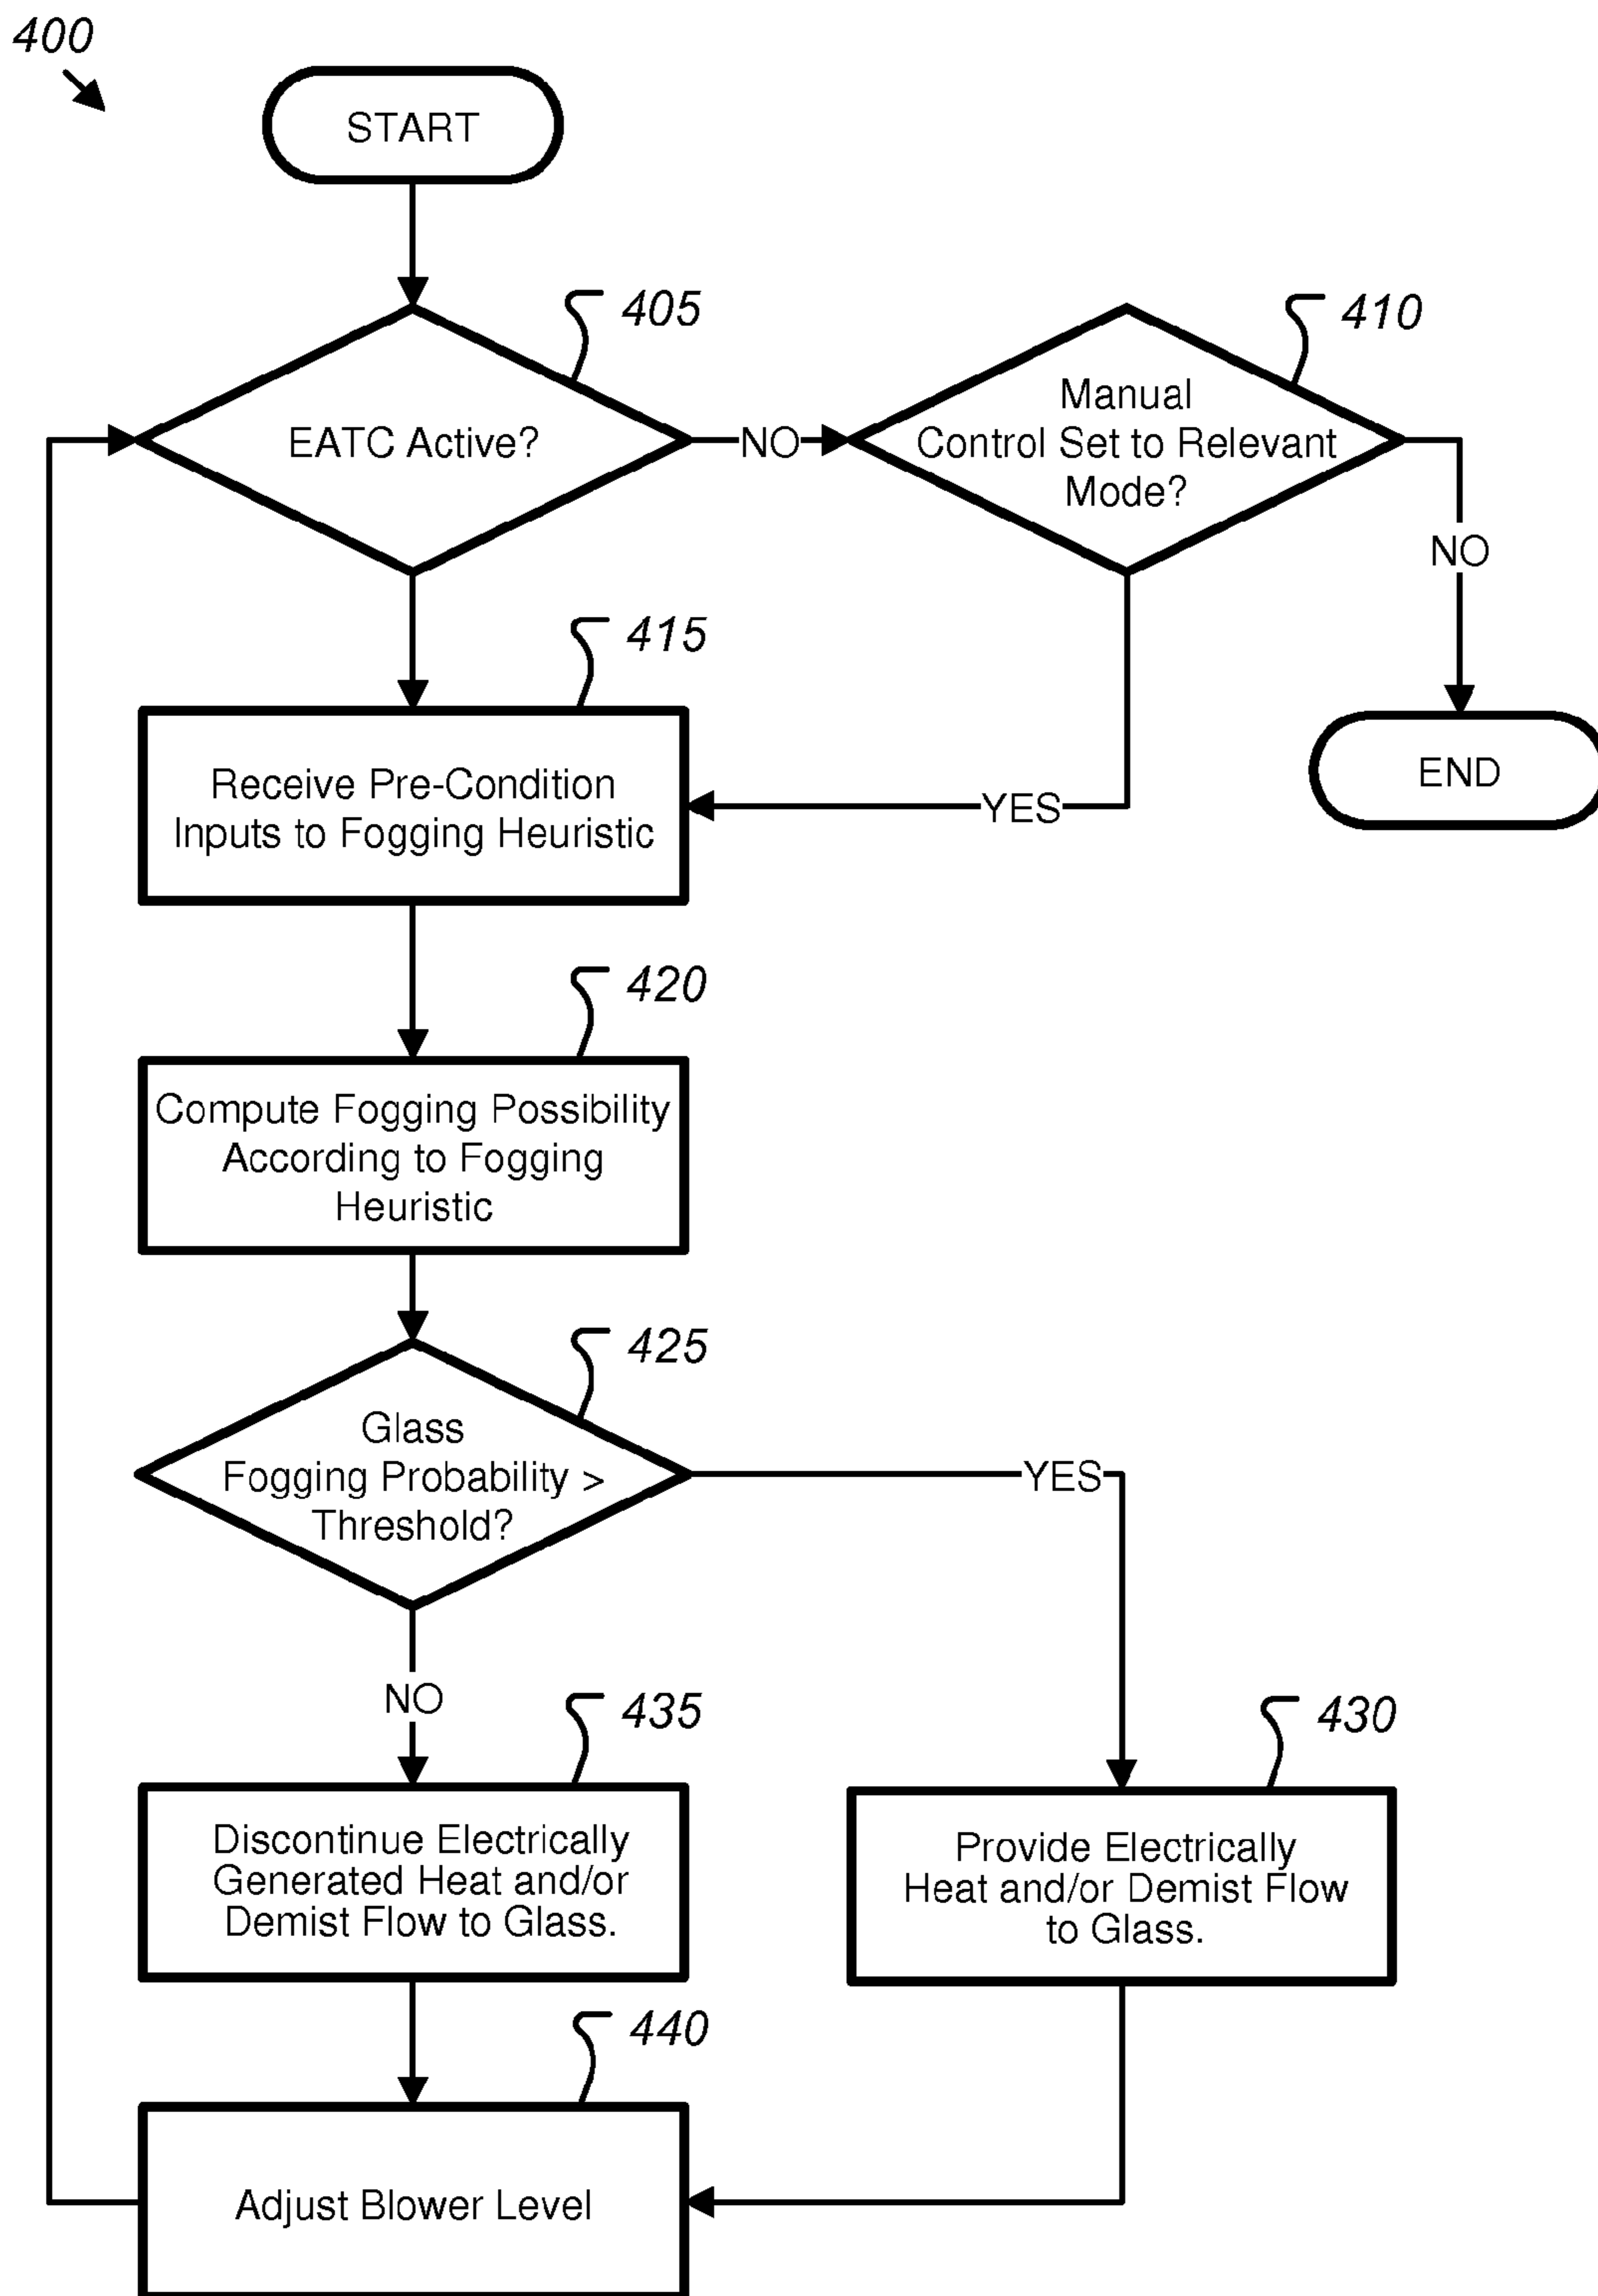 400
START
405
410
EATC Active?
NO
Manual
Control Set to Relevant
Mode?
NO
415
Receive Pre-Condition
Inputs to Fogging Heuristic
YES
END
420
Compute Fogging Possibility
According to Fogging
Heuristic
425
Glass
Fogging Probability >
Threshold?
YES
NO
435
430
Discontinue Electrically
Generated Heat and/or
Demist Flow to Glass.
Provide Electrically
Heat and/or Demist Flow
to Glass.
440
Adjust Blower Level